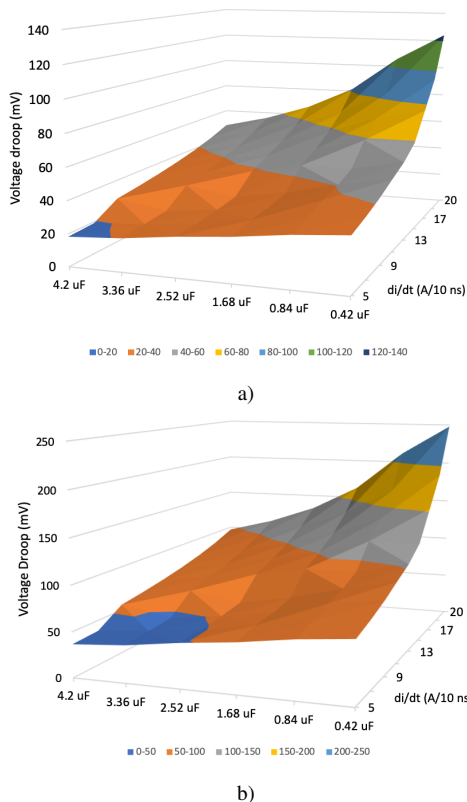 140
120
100
80
60
40
20
0
Voltage droop (mV)
4.2 uF
3.36 uF
2.52 uF
1.68 uF
0.84 uF
0.42 uF
5
9
13
17
20
di/dt (A/10 ns)
0-20 20-40 40-60 60-80 80-100 100-120 120-140
a)
250
200
150
100
50
0
Voltage Droop (mV)
4.2 uF
3.36 uF
2.52 uF
1.68 uF
0.84 uF
0.42 uF
5
9
13
17
20
di/dt (A/10 ns)
0-50 50-100 100-150 150-200 200-250
b)